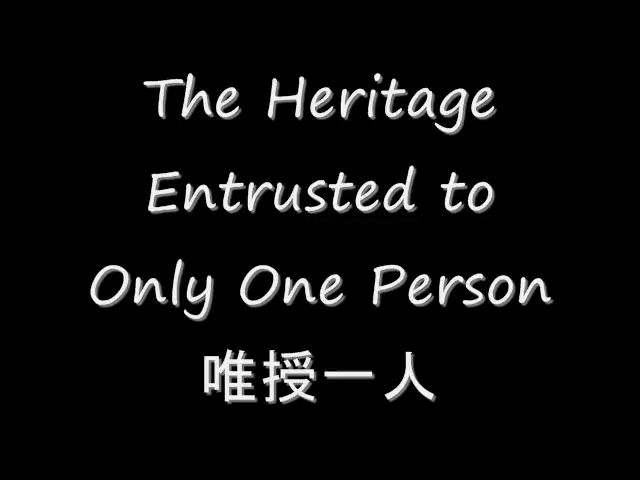 The Heritage
Entrusted to
Only One Person
唯授一人